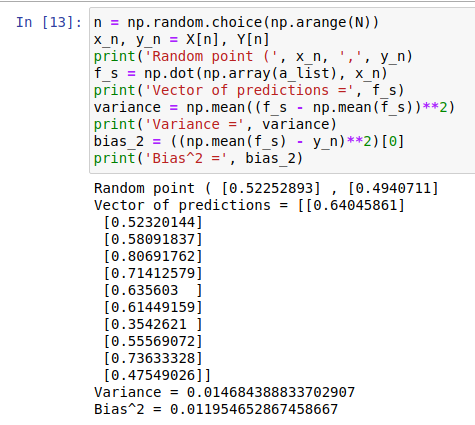 In [13]: n = np.random.choice(np.arange(N))
x_n, y_n = X[n], Y[n]
print('Random point (', x_n, ',', y_n)
f_s = np.dot(np.array(a_list), x_n)
print('Vector of predictions =', f_s)
variance = np.mean((f_s - np.mean(f_s))**2)
print('Variance =', variance)
bias_2 = ((np.mean(f_s) - y_n)**2)[0]
print('Bias^2 =', bias_2)
Random point ( [0.52252893] , [0.4940711]
Vector of predictions = [[0.64045861]
[0.52320144]
[0.58091837]
[0.80691762]
[0.71412579]
[0.635603  ]
[0.61449159]
[0.3542621 ]
[0.55569072]
[0.73633328]
[0.47549026]]
Variance = 0.014684388833702907
Bias^2 = 0.011954652867458667